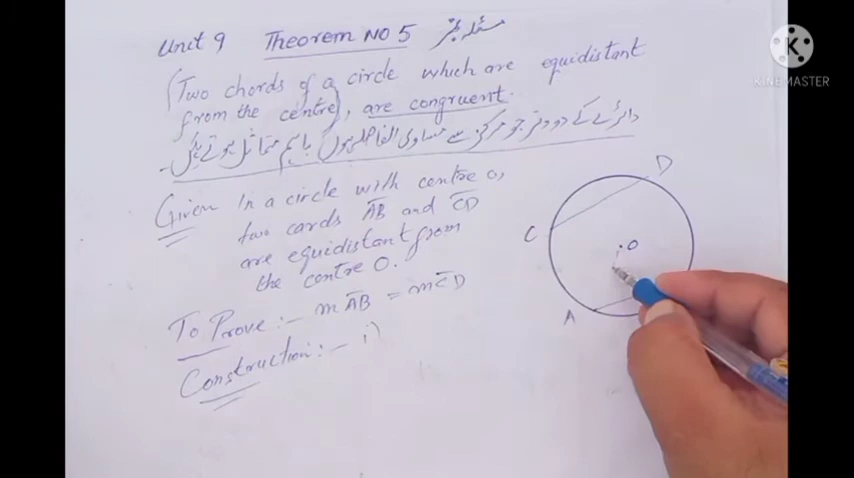 Unit 9 Theorem NO 5 مسئلہ نمبر
(Two chords of a circle which are equidistant
from the centre), are congruent.
دائرے کے دو وتر جو مرکز سے مساوی الفاصلہ ہوں باہم متماثل ہوتے ہیں۔
Given In a circle with centre O,
two cards AB and CD
are equidistant from
the centre O.
To Prove:- mAB = mCD
Construction:- i)
D
C
O
A
K
KINEMASTER